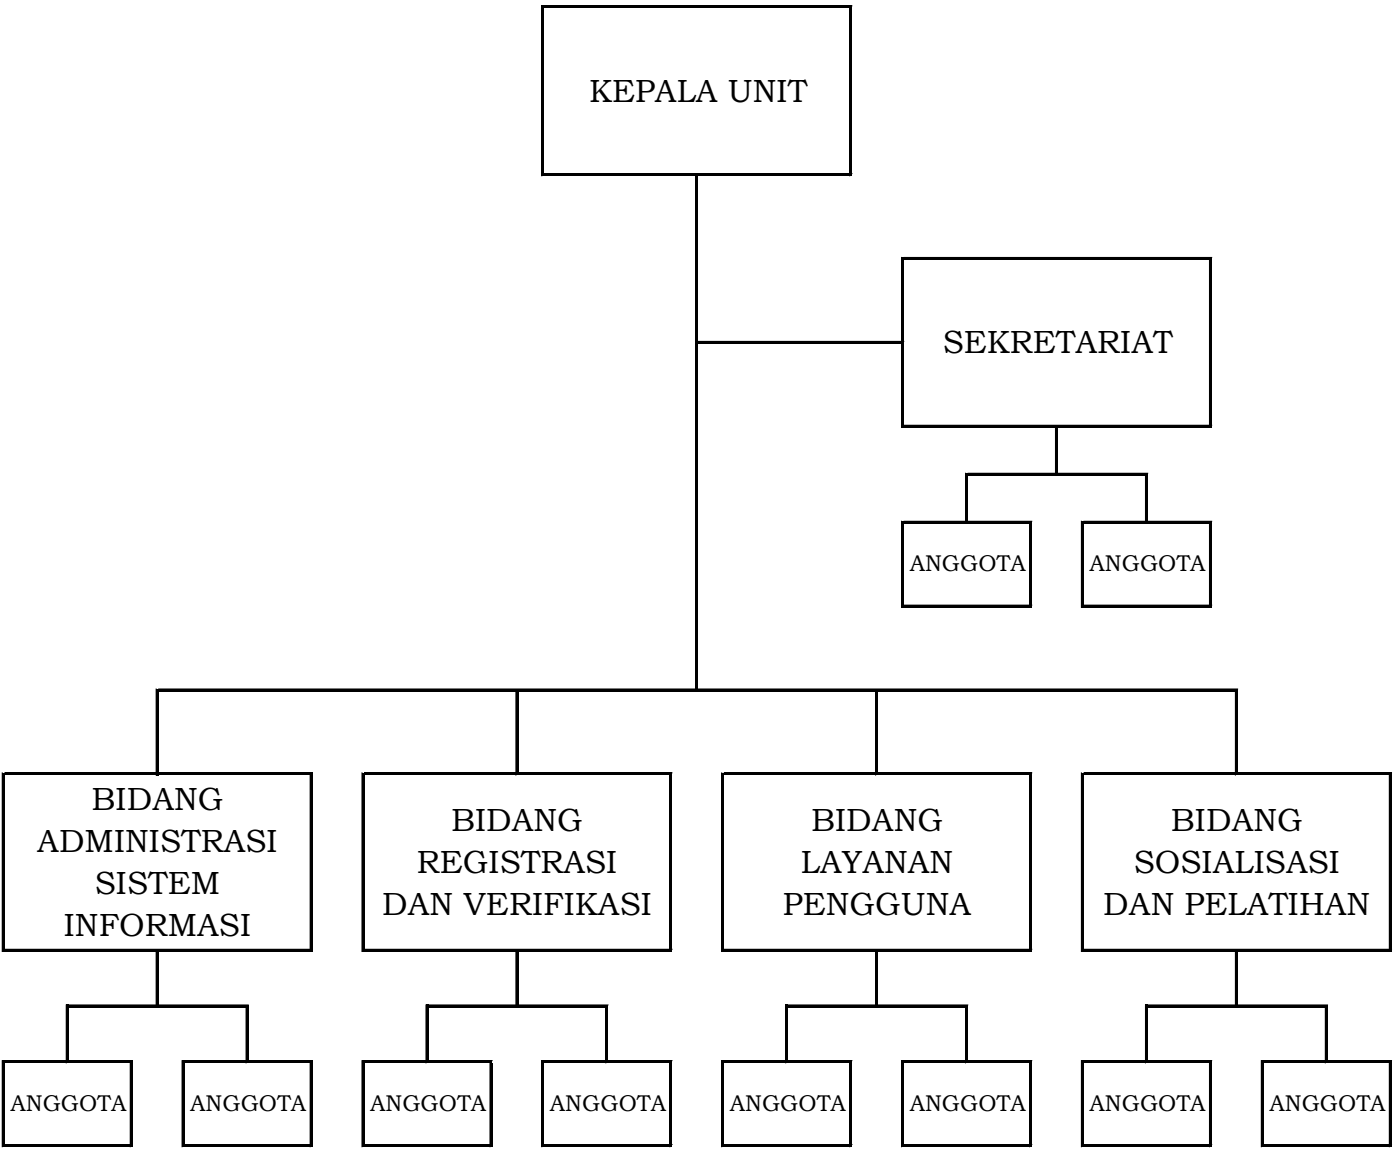 KEPALA UNIT
SEKRETARIAT
ANGGOTA
ANGGOTA
BIDANG
ADMINISTRASI
SISTEM
INFORMASI
BIDANG
REGISTRASI
DAN VERIFIKASI
BIDANG
LAYANAN
PENGGUNA
BIDANG
SOSIALISASI
DAN PELATIHAN
ANGGOTA
ANGGOTA
ANGGOTA
ANGGOTA
ANGGOTA
ANGGOTA
ANGGOTA
ANGGOTA